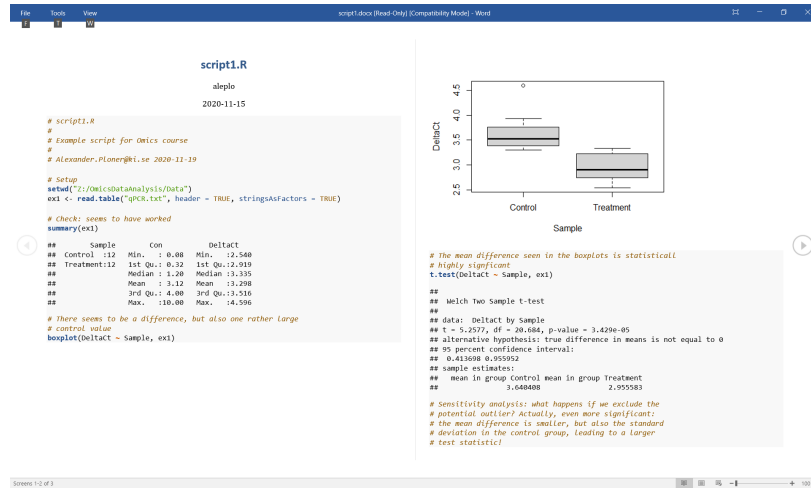 File Tools View
script1.docx [Read-Only] [Compatibility Mode] - Word
F T W
script1.R
aleplo
2020-11-15
# script1.R
#
# Example script for Omics course
#
# Alexander.Ploner@ki.se 2020-11-19
# Setup
setwd("Z:/OmicsDataAnalysis/Data")
ex1 <- read.table("qPCR.txt", header = TRUE, stringsAsFactors = TRUE)
# Check: seems to have worked
summary(ex1)
## Sample Con DeltaCt
## Control :12 Min. : 0.08 Min. :2.540
## Treatment:12 1st Qu.: 0.32 1st Qu.:2.919
## Median : 1.20 Median :3.335
## Mean : 3.12 Mean :3.298
## 3rd Qu.: 4.00 3rd Qu.:3.516
## Max. :10.00 Max. :4.596
# There seems to be a difference, but also one rather large
# control value
boxplot(DeltaCt ~ Sample, ex1)
DeltaCt
4.5
4.0
3.5
3.0
2.5
Control Treatment
Sample
# The mean difference seen in the boxplots is statisticall
# highly signficant
t.test(DeltaCt ~ Sample, ex1)
##
## Welch Two Sample t-test
##
## data: DeltaCt by Sample
## t = 5.2577, df = 20.684, p-value = 3.429e-05
## alternative hypothesis: true difference in means is not equal to 0
## 95 percent confidence interval:
## 0.413698 0.955952
## sample estimates:
## mean in group Control mean in group Treatment
## 3.640408 2.955583
# Sensitivity analysis: what happens if we exclude the
# potential outlier? Actually, even more significant:
# the mean difference is smaller, but also the standard
# deviation in the control group, leading to a larger
# test statistic!
Screens 1-2 of 3